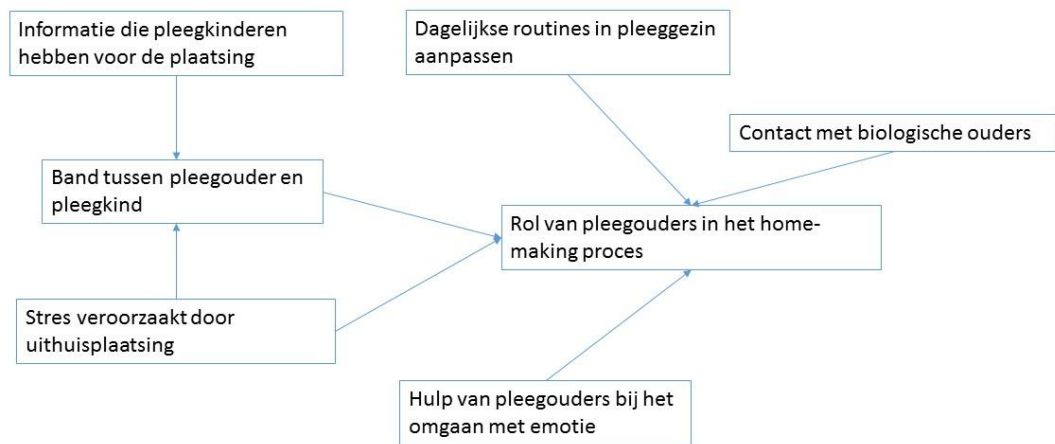 Informatie die pleegkinderen
hebben voor de plaatsing
Dagelijkse routines in pleeggezin
aanpassen
Contact met biologische ouders
Band tussen pleegouder en
pleegkind
Rol van pleegouders in het home-
making proces
Stres veroorzaakt door
uithuisplaatsing
Hulp van pleegouders bij het
omgaan met emotie